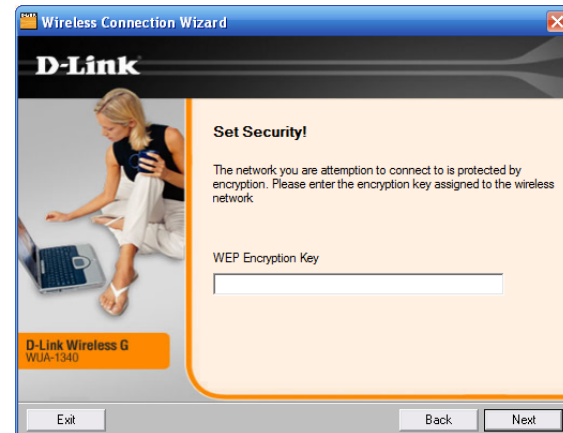 Wireless Connection Wizard
D-Link
Set Security!
The network you are attemption to connect to is protected by
encryption. Please enter the encryption key assigned to the wireless
network
WEP Encryption Key
D-Link Wireless G
WUA-1340
Exit
Back
Next